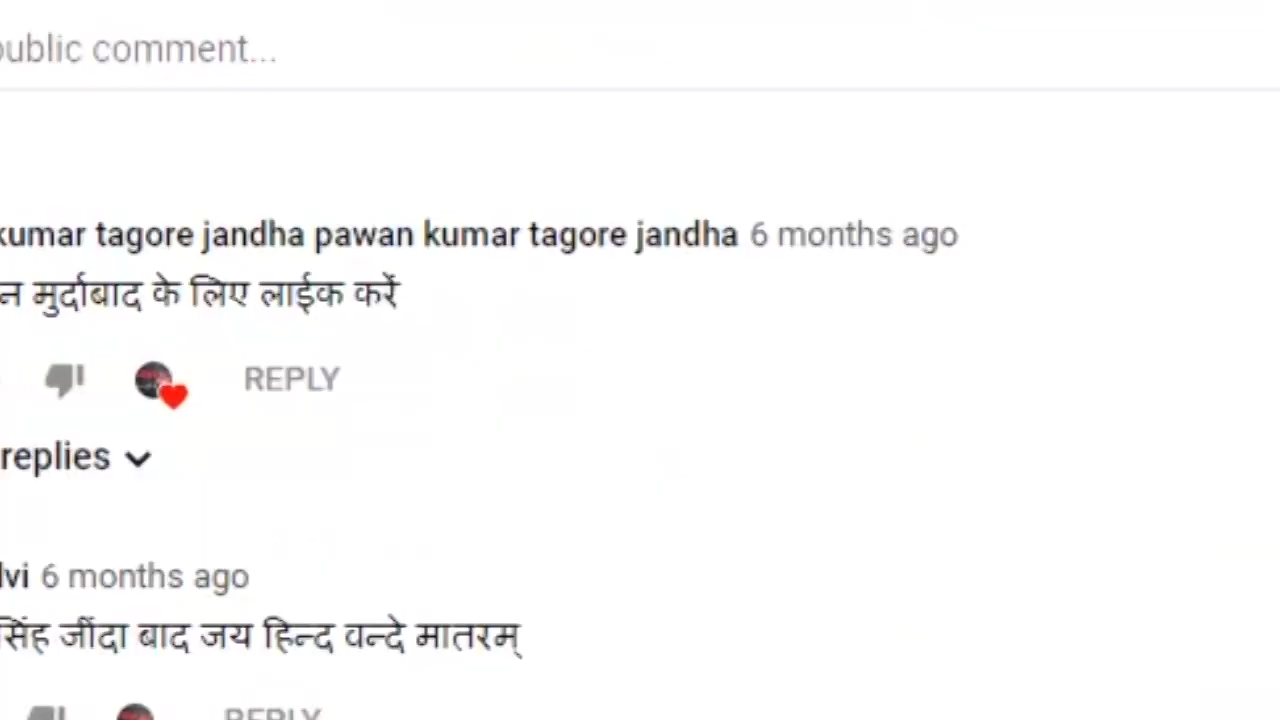 public comment...
kumar tagore jandha pawan kumar tagore jandha 6 months ago
मुर्दाबाद के लिए लाईक करें
REPLY
replies
6 months ago
सिंह जींदा बाद जय हिन्द वन्दे मातरम्
REPLY